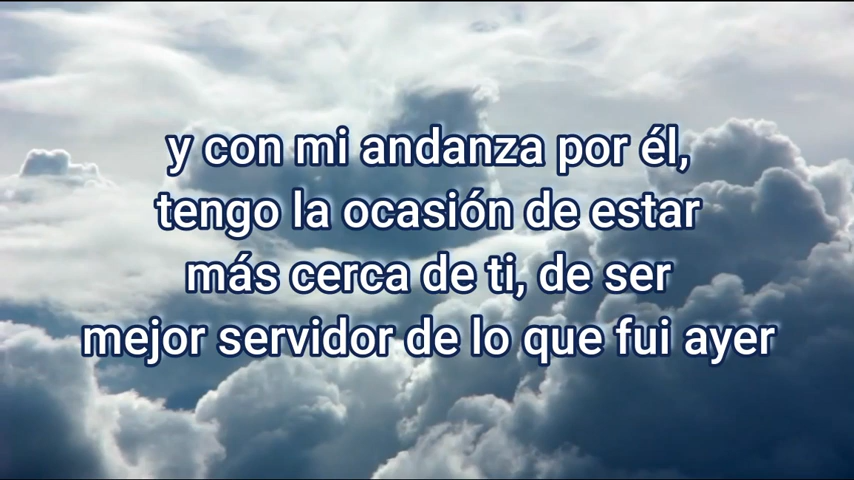 y con mi andanza por él,
tengo la ocasión de estar
más cerca de ti, de ser
mejor servidor de lo que fui ayer